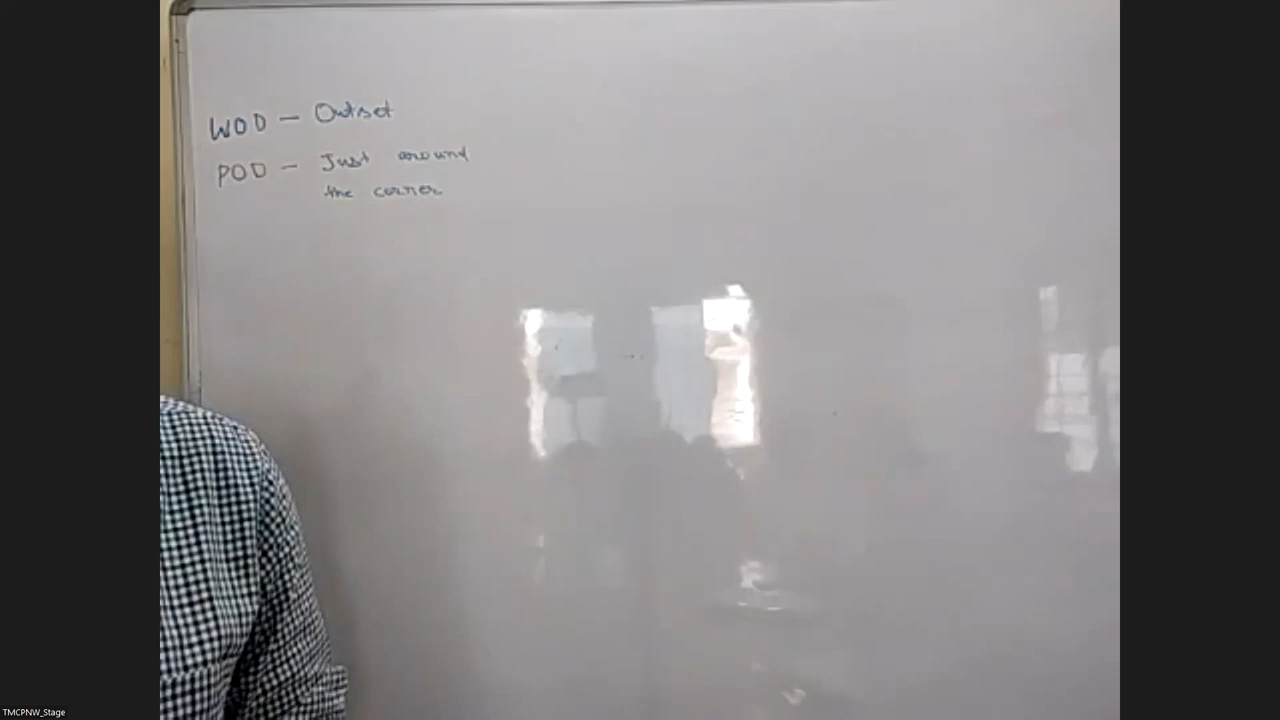 WOD - Outset
POD - Just around
the corner
TMCPNW_Stage